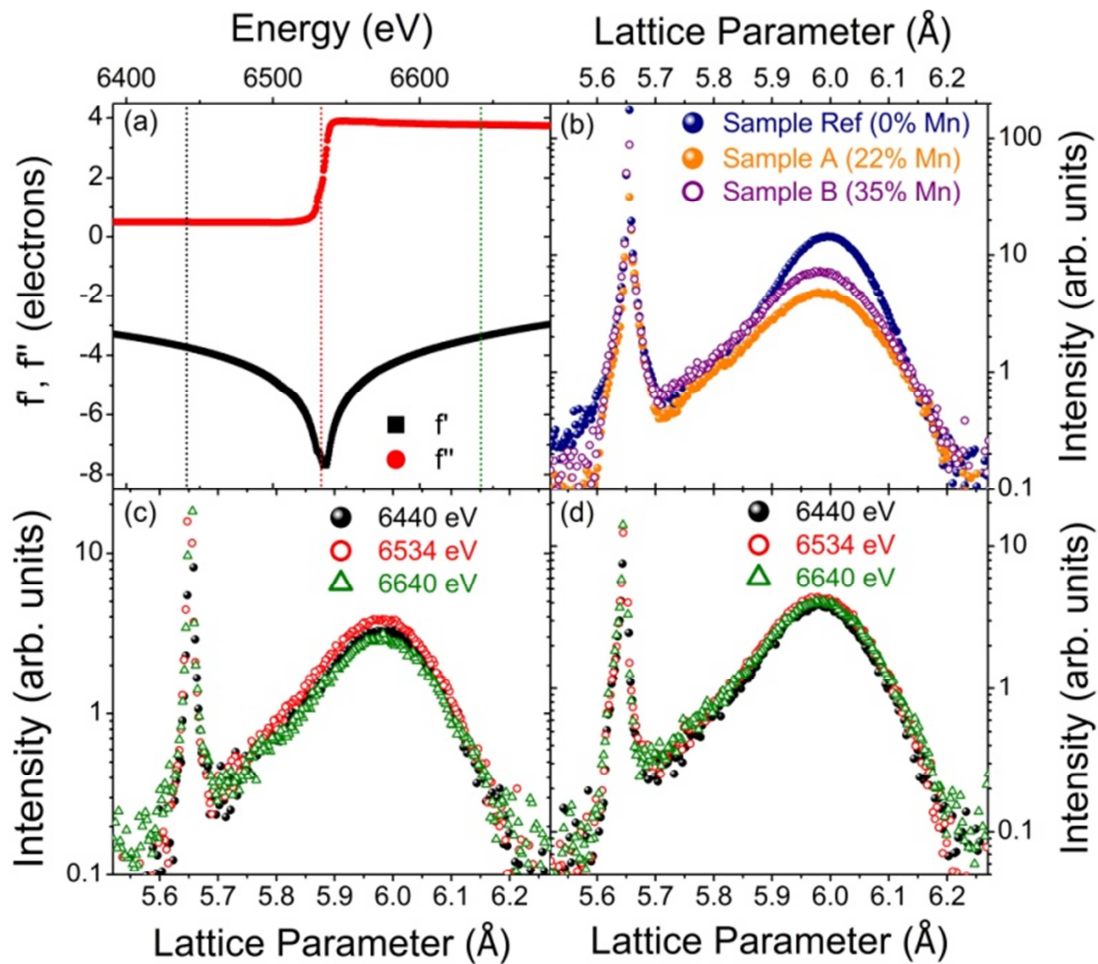 Energy (eV)
6400 6500 6600
Lattice Parameter (Å)
5.6 5.7 5.8 5.9 6.0 6.1 6.2
(a)
4
2
0
-2
-4
-6
-8
f', f'' (electrons)
f'
f''
(b)
Sample Ref (0% Mn)
Sample A (22% Mn)
Sample B (35% Mn)
100
10
1
0.1
Intensity (arb. units)
(c)
6440 eV
6534 eV
6640 eV
10
1
0.1
Intensity (arb. units)
5.6 5.7 5.8 5.9 6.0 6.1 6.2
Lattice Parameter (Å)
(d)
6440 eV
6534 eV
6640 eV
10
1
0.1
Intensity (arb. units)
5.6 5.7 5.8 5.9 6.0 6.1 6.2
Lattice Parameter (Å)